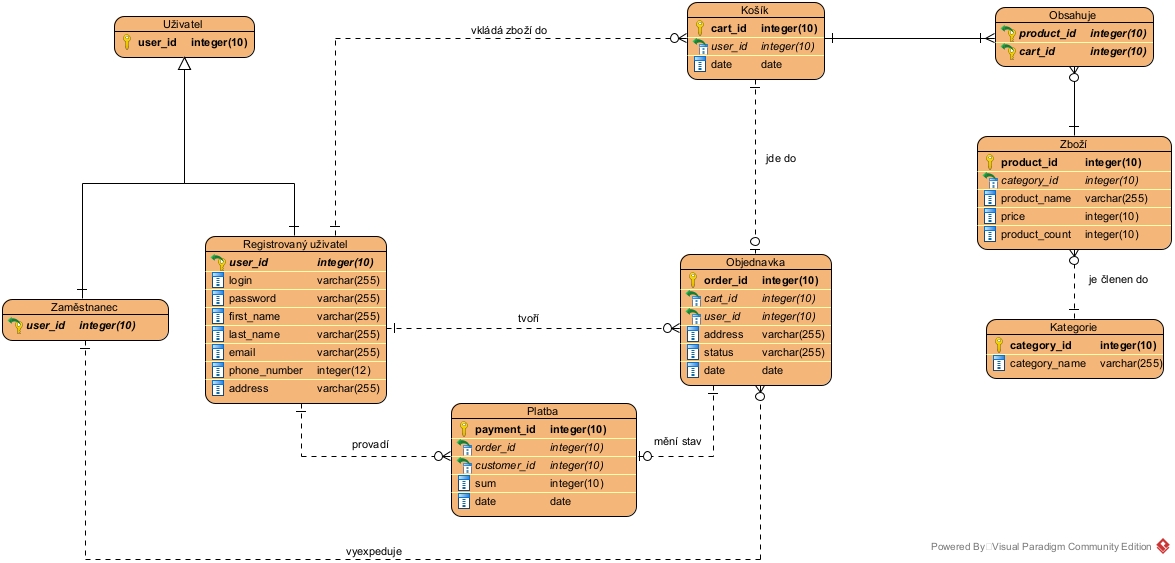 Uživatel
user_id integer(10)
Košík
cart_id integer(10)
user_id integer(10)
date date
Obsahuje
product_id integer(10)
cart_id integer(10)
vkládá zboží do
jde do
Zboží
product_id integer(10)
category_id integer(10)
product_name varchar(255)
price integer(10)
product_count integer(10)
je členen do
Kategorie
category_id integer(10)
category_name varchar(255)
Registrovaný uživatel
user_id integer(10)
login varchar(255)
password varchar(255)
first_name varchar(255)
last_name varchar(255)
email varchar(255)
phone_number integer(12)
address varchar(255)
Zaměstnanec
user_id integer(10)
tvoří
Objednavka
order_id integer(10)
cart_id integer(10)
user_id integer(10)
address varchar(255)
status varchar(255)
date date
provadí
Platba
payment_id integer(10)
order_id integer(10)
customer_id integer(10)
sum integer(10)
date date
mění stav
vyexpeduje
Powered By Visual Paradigm Community Edition